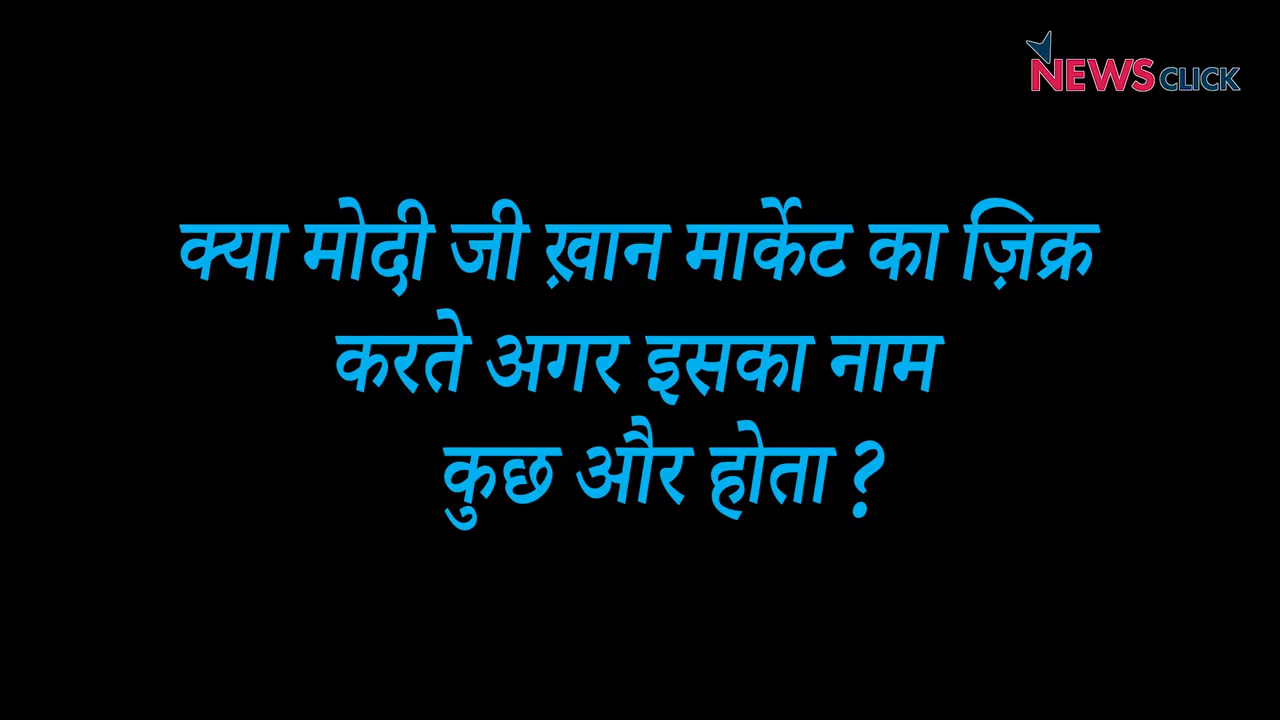 NEWSCLICK
क्या मोदी जी ख़ान मार्केट का ज़िक्र
करते अगर इसका नाम
कुछ और होता ?